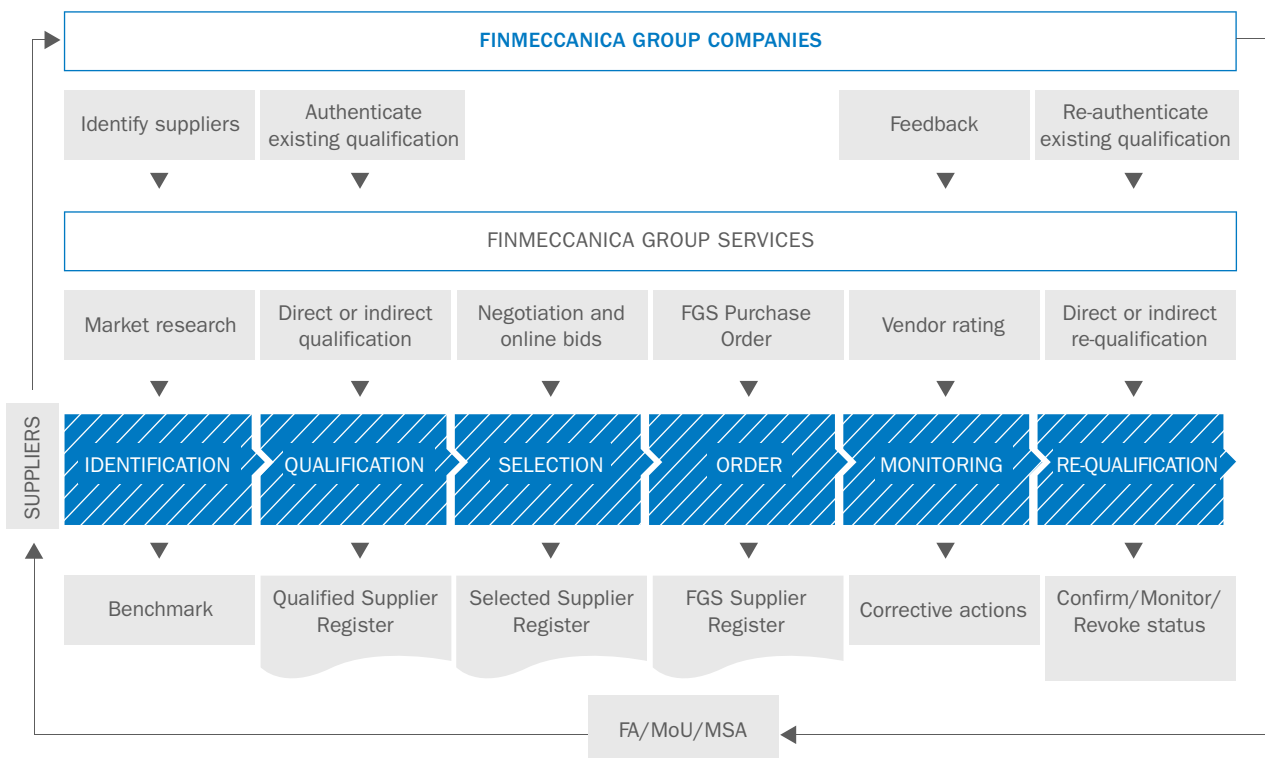 FINMECCANICA GROUP COMPANIES
Identify suppliers
Authenticate
existing qualification
Feedback
Re-authenticate
existing qualification
FINMECCANICA GROUP SERVICES
Market research
Direct or indirect
qualification
Negotiation and
online bids
FGS Purchase
Order
Vendor rating
Direct or indirect
re-qualification
SUPPLIERS
IDENTIFICATION
QUALIFICATION
SELECTION
ORDER
MONITORING
RE-QUALIFICATION
Benchmark
Qualified Supplier
Register
Selected Supplier
Register
FGS Supplier
Register
Corrective actions
Confirm/Monitor/
Revoke status
FA/MoU/MSA